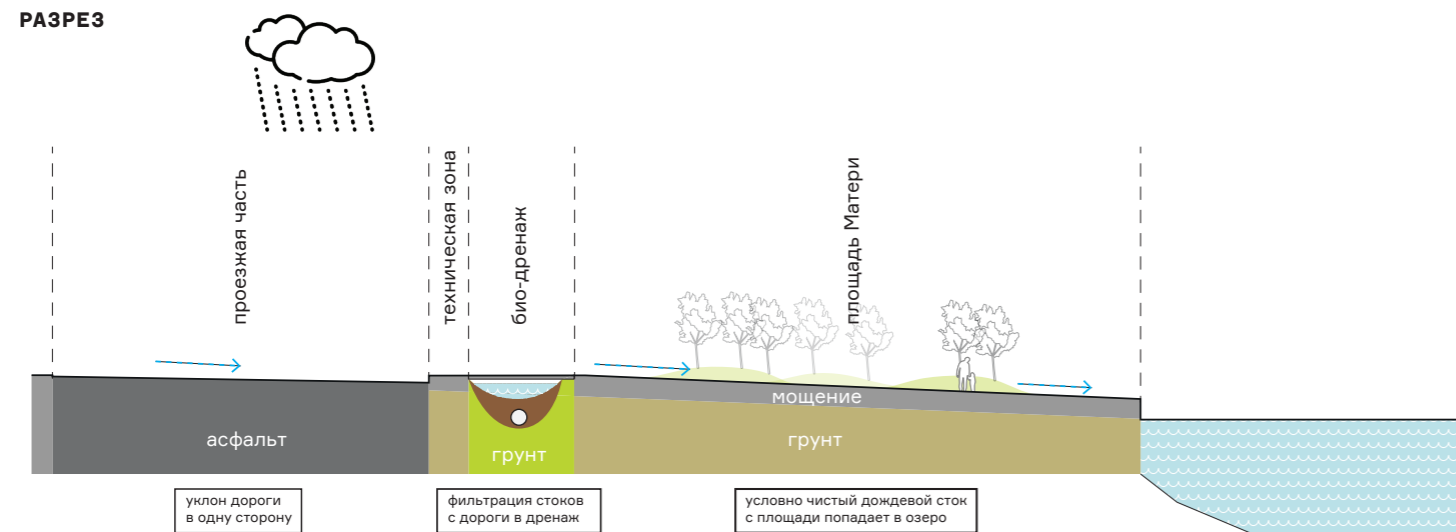 РАЗРЕЗ
проезжая часть
техническая зона
био-дренаж
площадь Матери
мощение
асфальт
грунт
грунт
уклон дороги
в одну сторону
фильтрация стоков
с дороги в дренаж
условно чистый дождевой сток
с площади попадает в озеро